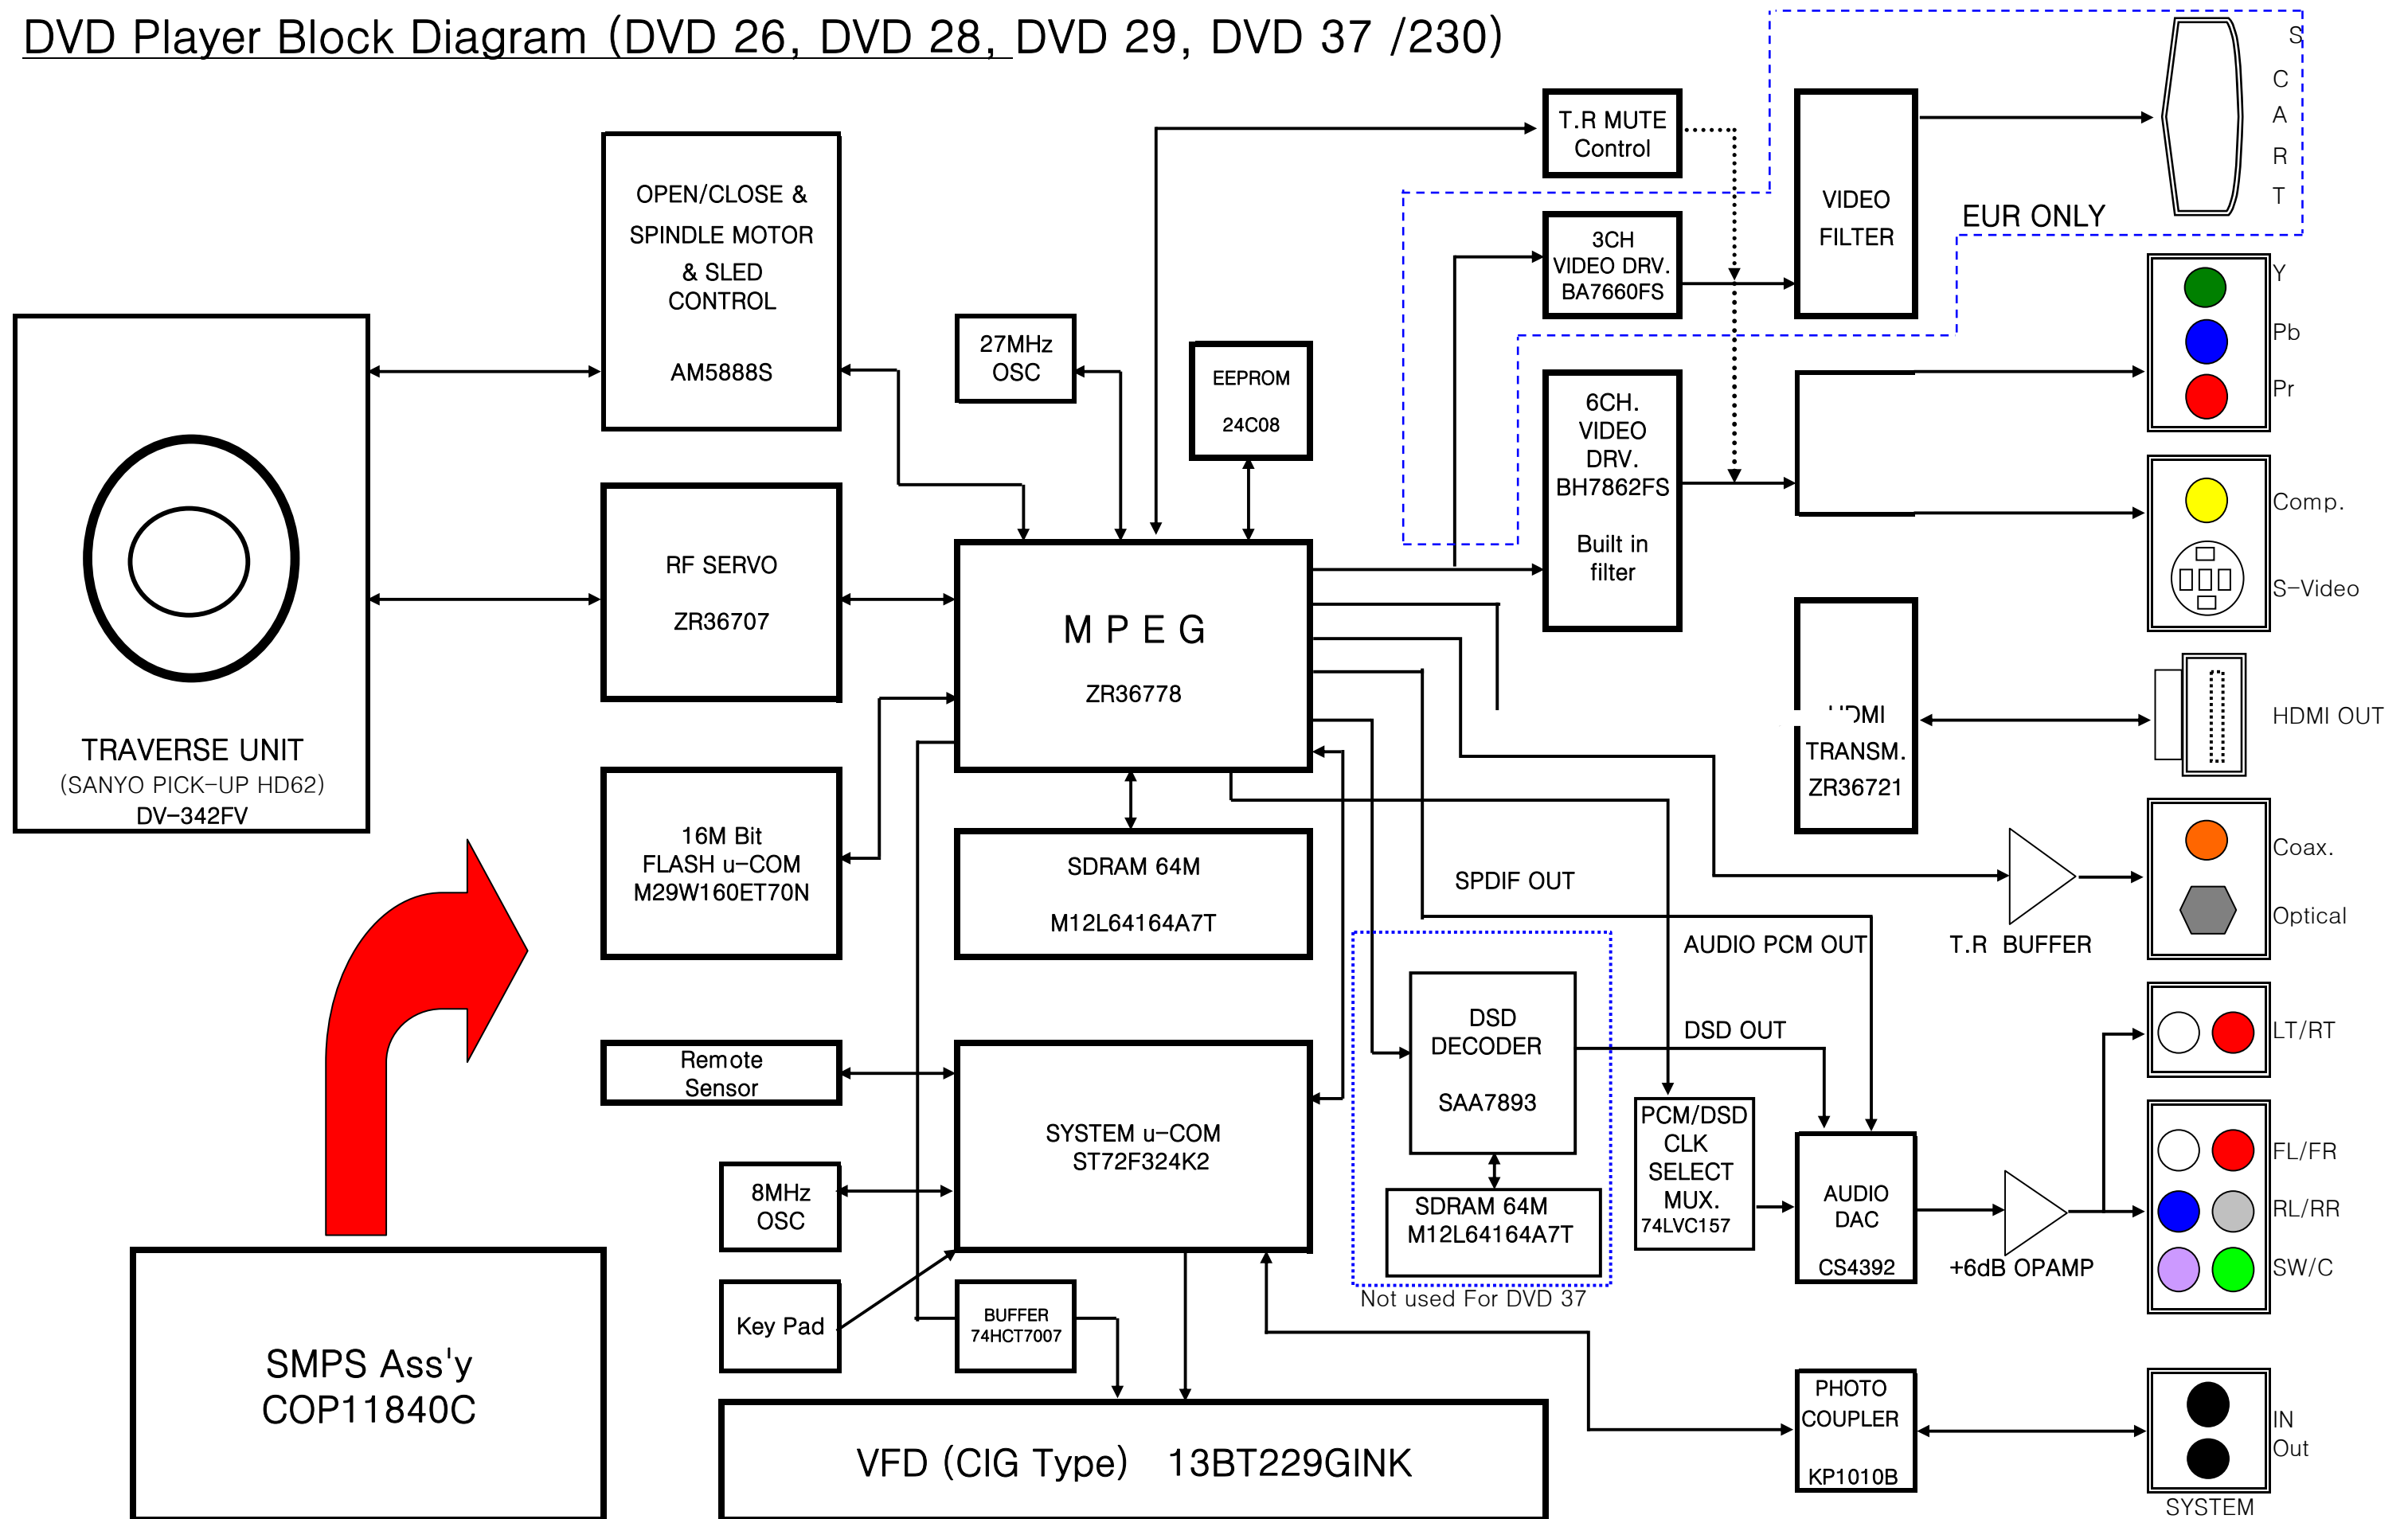 DVD Player Block Diagram (DVD 26, DVD 28, DVD 29, DVD 37 /230)
S
C
A
R
T
EUR ONLY
T.R MUTE
Control
VIDEO
FILTER
3CH
VIDEO DRV.
BA7660FS
OPEN/CLOSE &
SPINDLE MOTOR
& SLED
CONTROL
AM5888S
27MHz
OSC
EEPROM
24C08
6CH.
VIDEO
DRV.
BH7862FS
Built in
filter
Y
Pb
Pr
Comp.
S-Video
RF SERVO
ZR36707
M P E G
ZR36778
TRAVERSE UNIT
(SANYO PICK-UP HD62)
DV-342FV
TRANSM.
ZR36721
HDMI OUT
16M Bit
FLASH u-COM
M29W160ET70N
SDRAM 64M
M12L64164A7T
SPDIF OUT
AUDIO PCM OUT
T.R BUFFER
Coax.
Optical
DSD
DECODER
SAA7893
DSD OUT
LT/RT
Remote
Sensor
SYSTEM u-COM
ST72F324K2
8MHz
OSC
SDRAM 64M
M12L64164A7T
Not used For DVD 37
PCM/DSD
CLK
SELECT
MUX.
74LVC157
AUDIO
DAC
CS4392
+6dB OPAMP
FL/FR
RL/RR
SW/C
Key Pad
BUFFER
74HCT7007
SMPS Ass'y
COP11840C
VFD (CIG Type) 13BT229GINK
PHOTO
COUPLER
KP1010B
IN
Out
SYSTEM